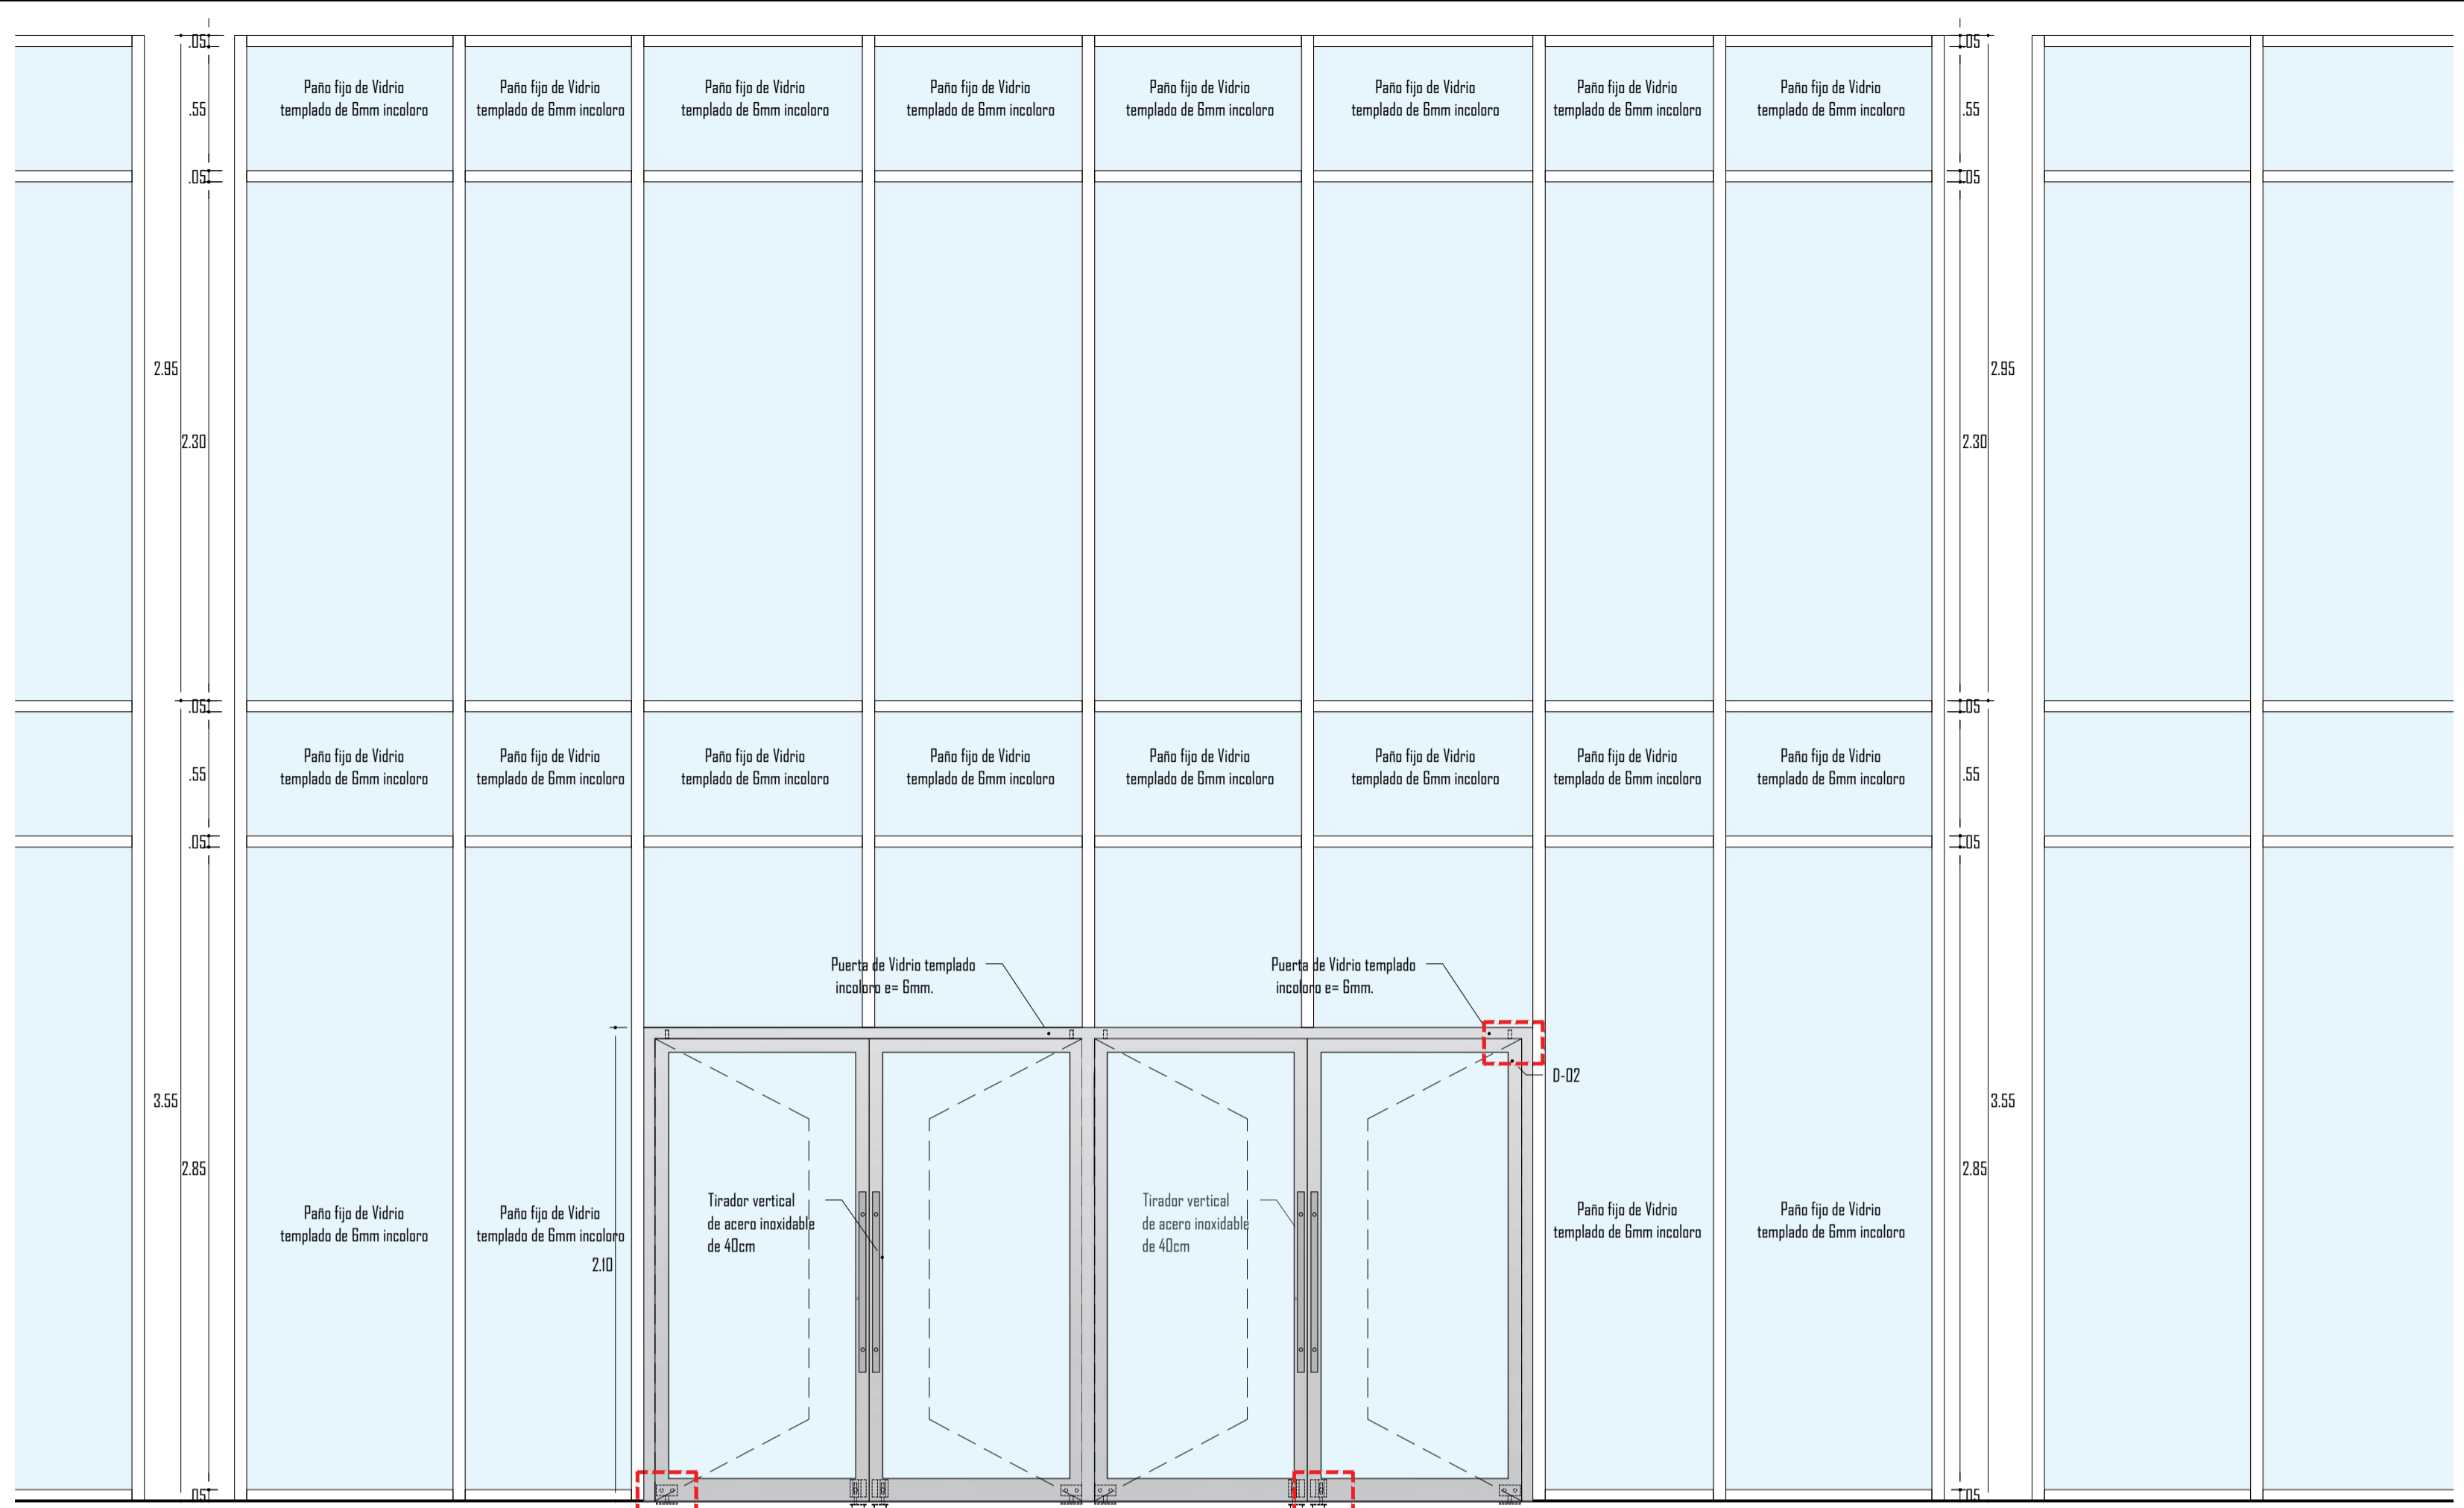 .05
.05
Paño fijo de Vidrio
templado de 6mm incoloro
Paño fijo de Vidrio
templado de 6mm incoloro
Paño fijo de Vidrio
templado de 6mm incoloro
Paño fijo de Vidrio
templado de 6mm incoloro
Paño fijo de Vidrio
templado de 6mm incoloro
Paño fijo de Vidrio
templado de 6mm incoloro
Paño fijo de Vidrio
templado de 6mm incoloro
Paño fijo de Vidrio
templado de 6mm incoloro
.55
.55
.05
.05
2.95
2.95
2.30
2.30
.05
.05
Paño fijo de Vidrio
templado de 6mm incoloro
Paño fijo de Vidrio
templado de 6mm incoloro
Paño fijo de Vidrio
templado de 6mm incoloro
Paño fijo de Vidrio
templado de 6mm incoloro
Paño fijo de Vidrio
templado de 6mm incoloro
Paño fijo de Vidrio
templado de 6mm incoloro
Paño fijo de Vidrio
templado de 6mm incoloro
Paño fijo de Vidrio
templado de 6mm incoloro
.55
.55
.05
.05
Puerta de Vidrio templado
incoloro e= 6mm.
Puerta de Vidrio templado
incoloro e= 6mm.
D-02
3.55
3.55
2.85
2.85
Paño fijo de Vidrio
templado de 6mm incoloro
Paño fijo de Vidrio
templado de 6mm incoloro
2.10
Tirador vertical
de acero inoxidable
de 40cm
Tirador vertical
de acero inoxidable
de 40cm
Paño fijo de Vidrio
templado de 6mm incoloro
Paño fijo de Vidrio
templado de 6mm incoloro
.05
.05